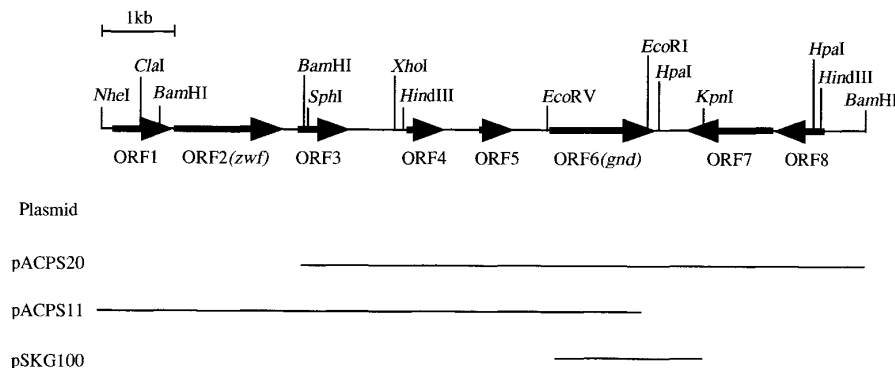 1kb
EcoRI
HpaI
ClaI
BamHI
XhoI
HpaI
HindIII
NheI
BamHI
SphI
HindIII
EcoRV
KpnI
BamHI
ORF1
ORF2(zwf)
ORF3
ORF4
ORF5
ORF6(gnd)
ORF7
ORF8
Plasmid
pACPS20
pACPS11
pSKG100